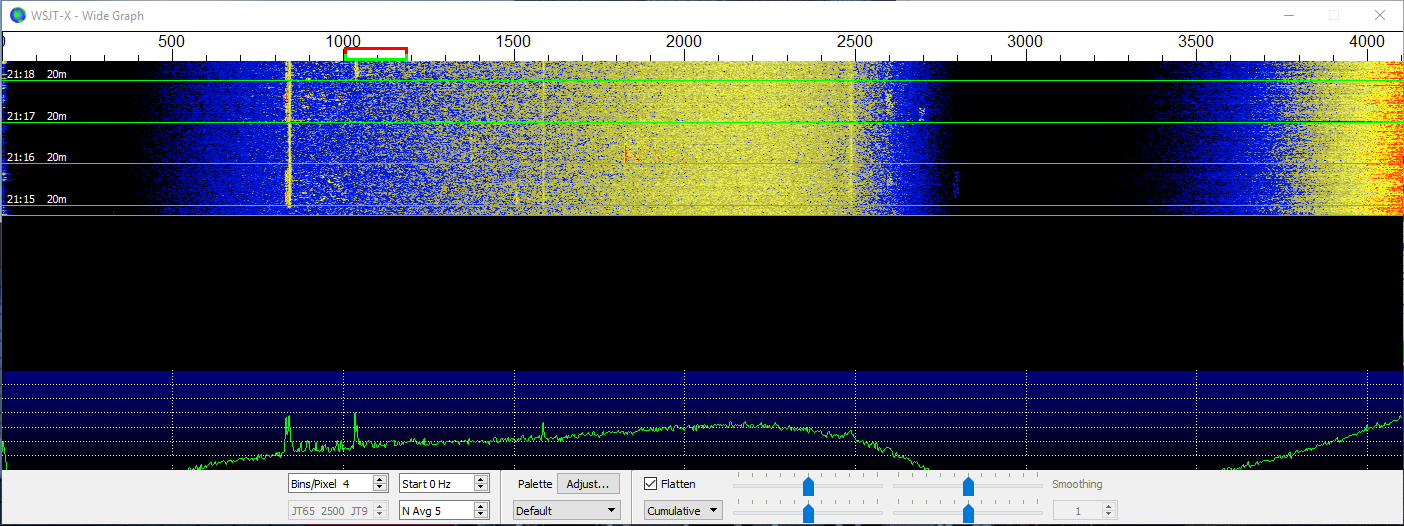 WSJT-X - Wide Graph
500 1000 1500 2000 2500 3000 3500 4000
21:18 20m
21:17 20m
21:16 20m
21:15 20m
Bins/Pixel 4 Start 0 Hz Palette Adjust... Flatten Smoothing
JT65 2500 JT9 N Avg 5 Default Cumulative 1